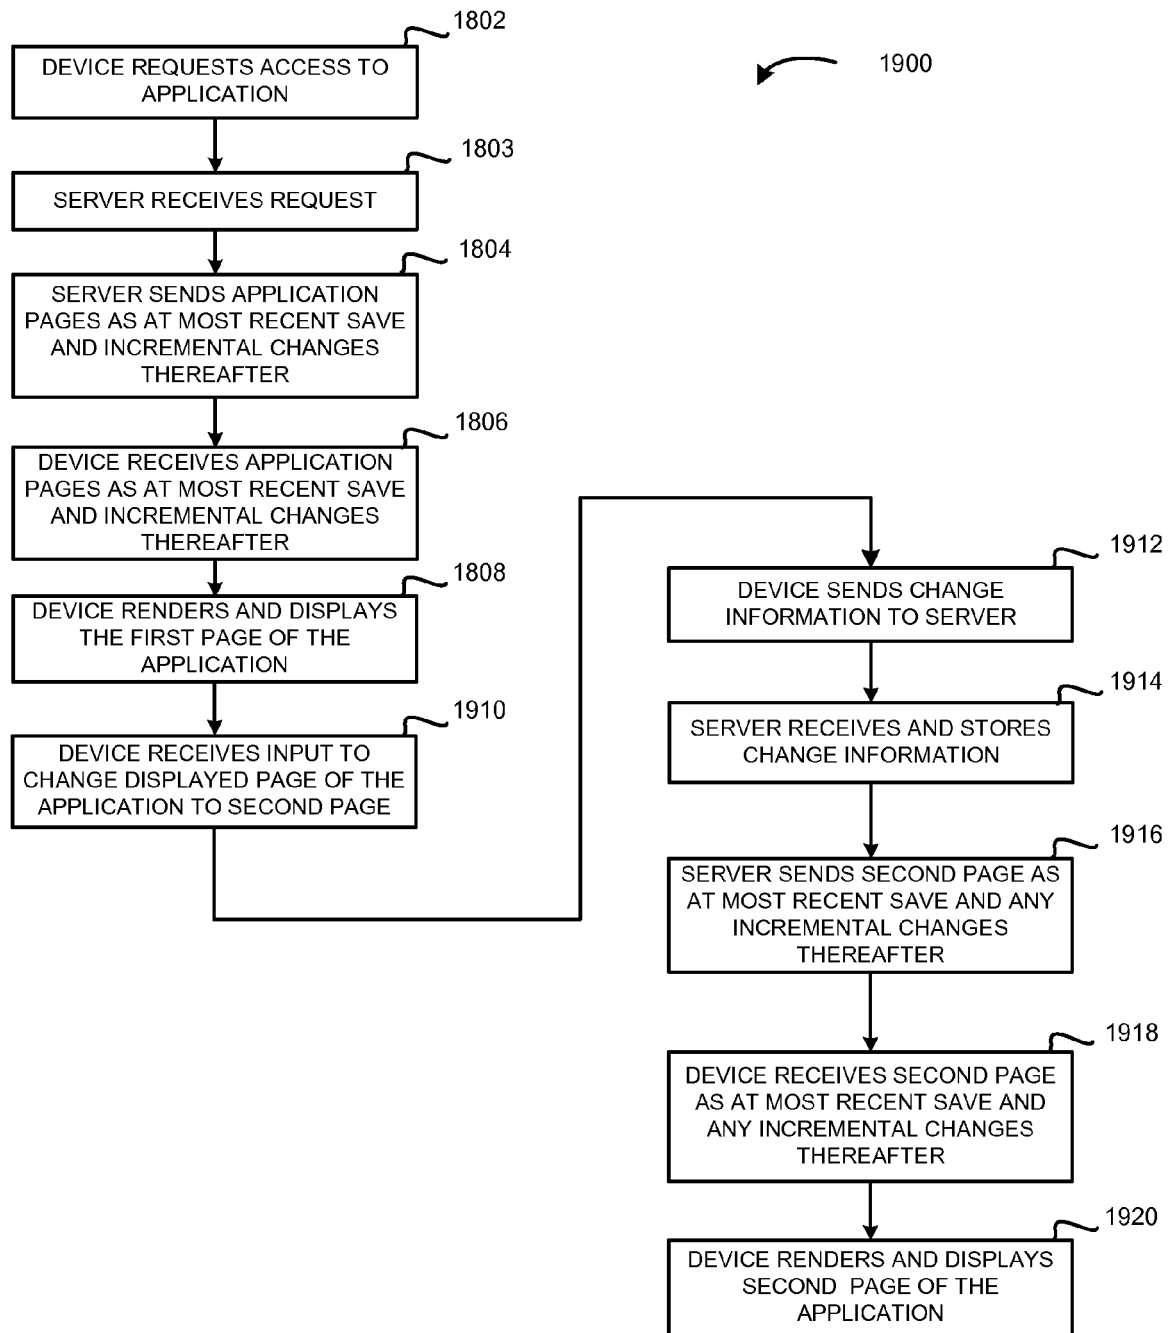 1802
DEVICE REQUESTS ACCESS TO
APPLICATION
1803
SERVER RECEIVES REQUEST
1804
SERVER SENDS APPLICATION
PAGES AS AT MOST RECENT SAVE
AND INCREMENTAL CHANGES
THEREAFTER
1806
DEVICE RECEIVES APPLICATION
PAGES AS AT MOST RECENT SAVE
AND INCREMENTAL CHANGES
THEREAFTER
1808
DEVICE RENDERS AND DISPLAYS
THE FIRST PAGE OF THE
APPLICATION
1910
DEVICE RECEIVES INPUT TO
CHANGE DISPLAYED PAGE OF THE
APPLICATION TO SECOND PAGE
1900
1912
DEVICE SENDS CHANGE
INFORMATION TO SERVER
1914
SERVER RECEIVES AND STORES
CHANGE INFORMATION
1916
SERVER SENDS SECOND PAGE AS
AT MOST RECENT SAVE AND ANY
INCREMENTAL CHANGES
THEREAFTER
1918
DEVICE RECEIVES SECOND PAGE
AS AT MOST RECENT SAVE AND
ANY INCREMENTAL CHANGES
THEREAFTER
1920
DEVICE RENDERS AND DISPLAYS
SECOND PAGE OF THE
APPLICATION